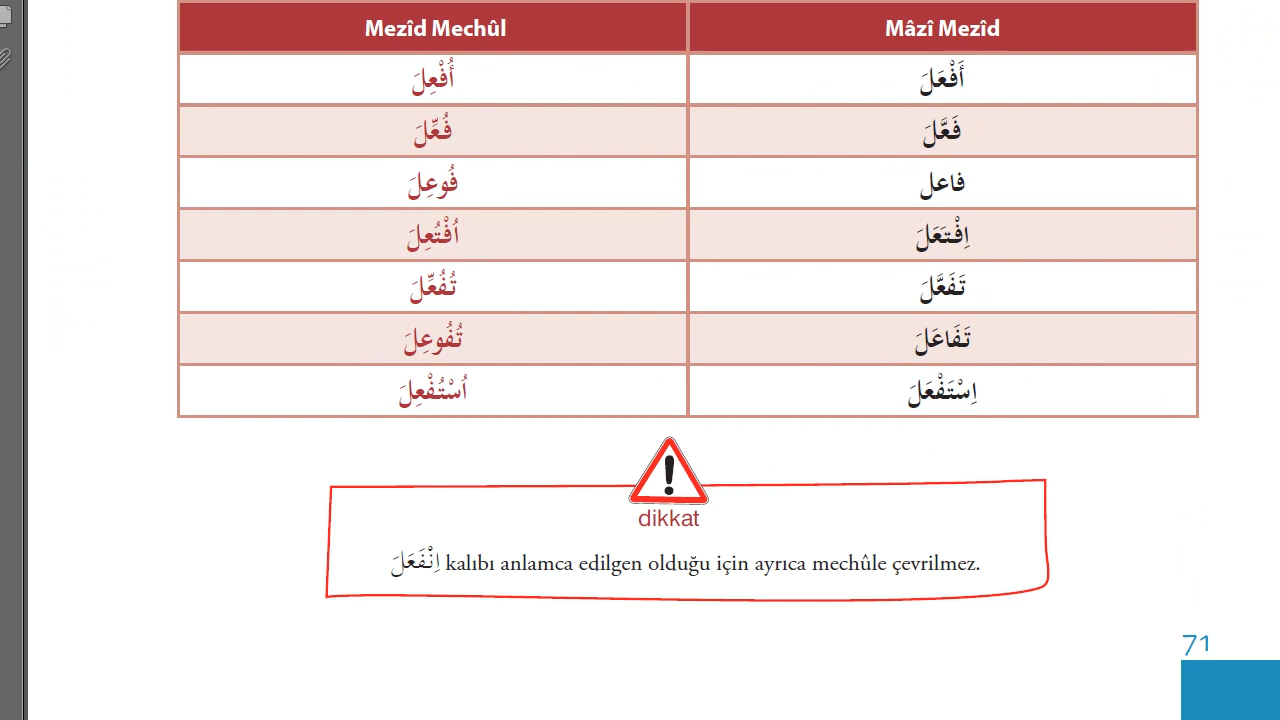 Mezîd Mechûl Mâzî Mezîd
أُفْعِلَ أَفْعَلَ
فُعِّلَ فَعَّلَ
فُوعِلَ فاعل
اُفْتُعِلَ اِفْتَعَلَ
تُفُعِّلَ تَفَعَّلَ
تُفُوعِلَ تَفَاعَلَ
اُسْتُفْعِلَ اِسْتَفْعَلَ
dikkat
اِنْفَعَلَ kalıbı anlamca edilgen olduğu için ayrıca mechûle çevrilmez.
71